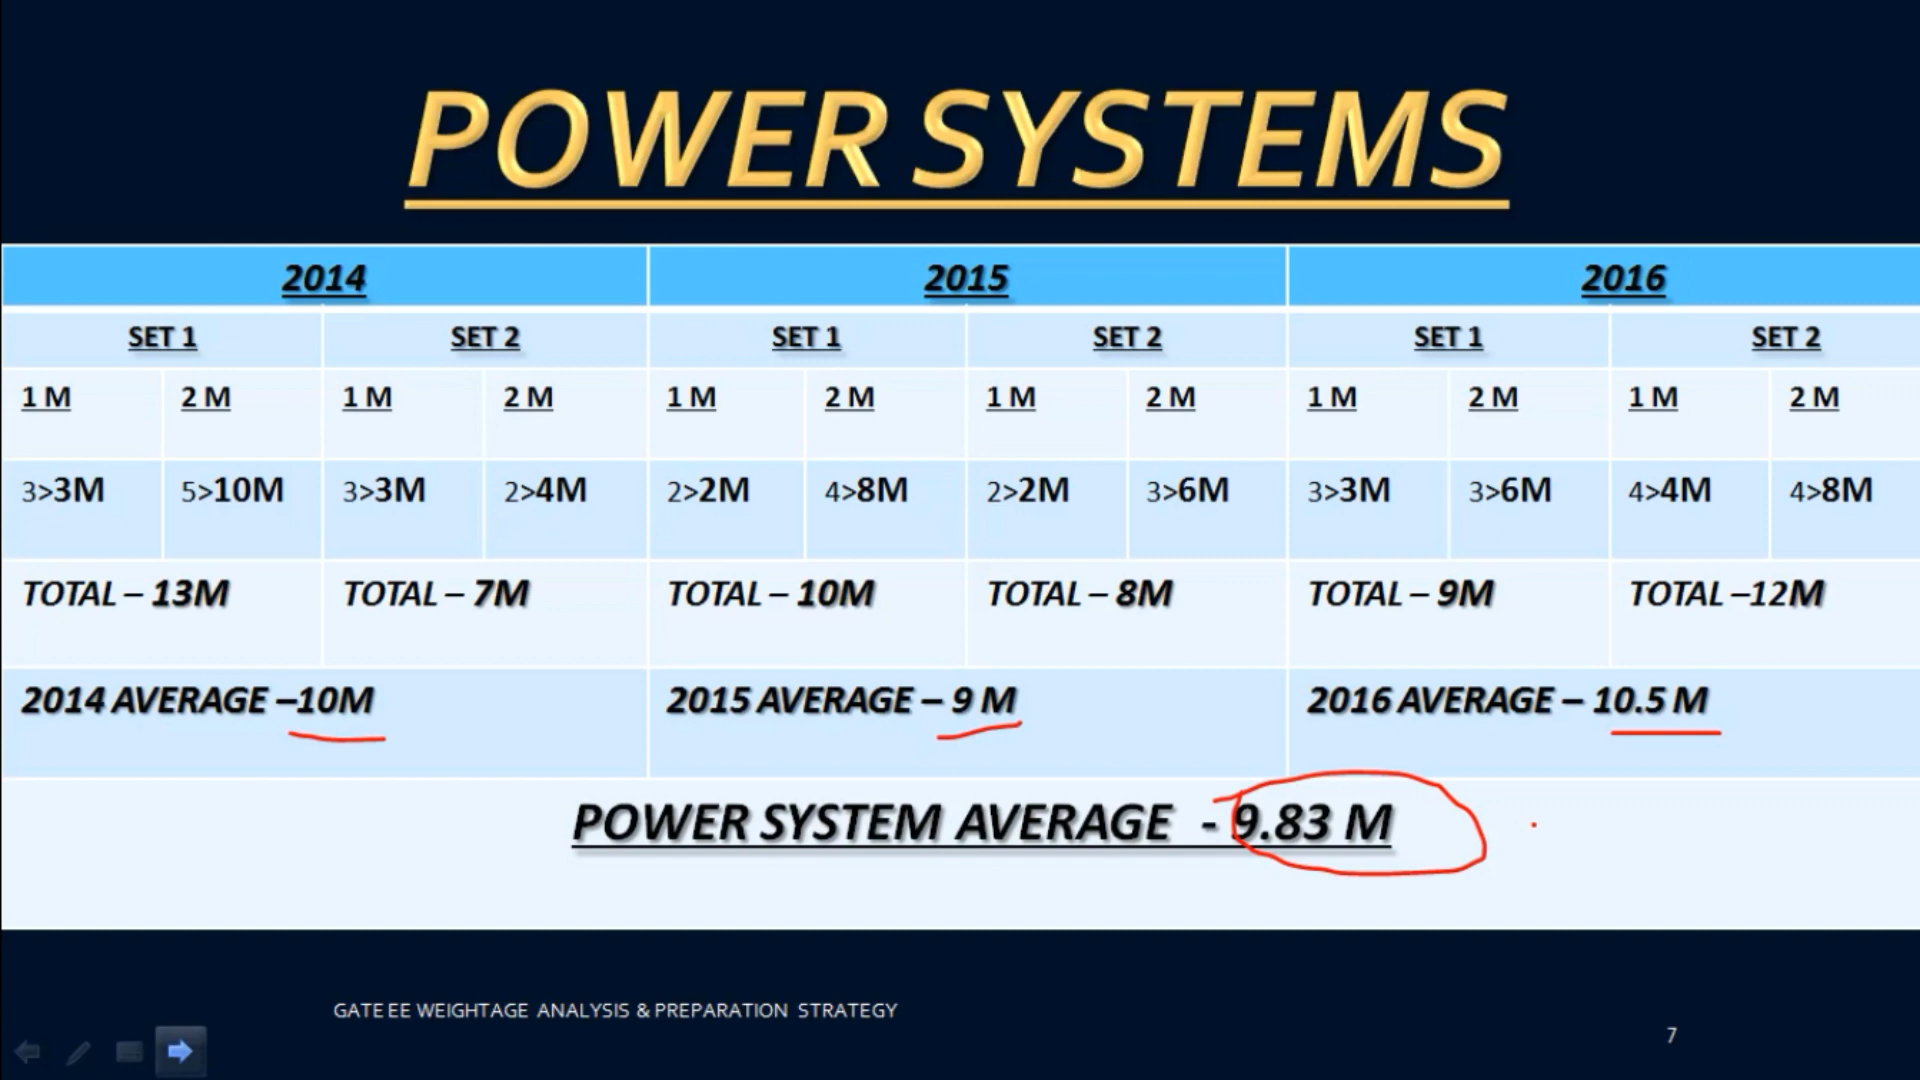 POWER SYSTEMS
2014 2015 2016
SET 1 SET 2 SET 1 SET 2 SET 1 SET 2
1 M 2 M 1 M 2 M 1 M 2 M 1 M 2 M 1 M 2 M 1 M 2 M
3>3M 5>10M 3>3M 2>4M 2>2M 4>8M 2>2M 3>6M 3>3M 3>6M 4>4M 4>8M
TOTAL – 13M TOTAL – 7M TOTAL – 10M TOTAL – 8M TOTAL – 9M TOTAL –12M
2014 AVERAGE –10M 2015 AVERAGE – 9 M 2016 AVERAGE – 10.5 M
POWER SYSTEM AVERAGE - 9.83 M
GATE EE WEIGHTAGE ANALYSIS & PREPARATION STRATEGY
7